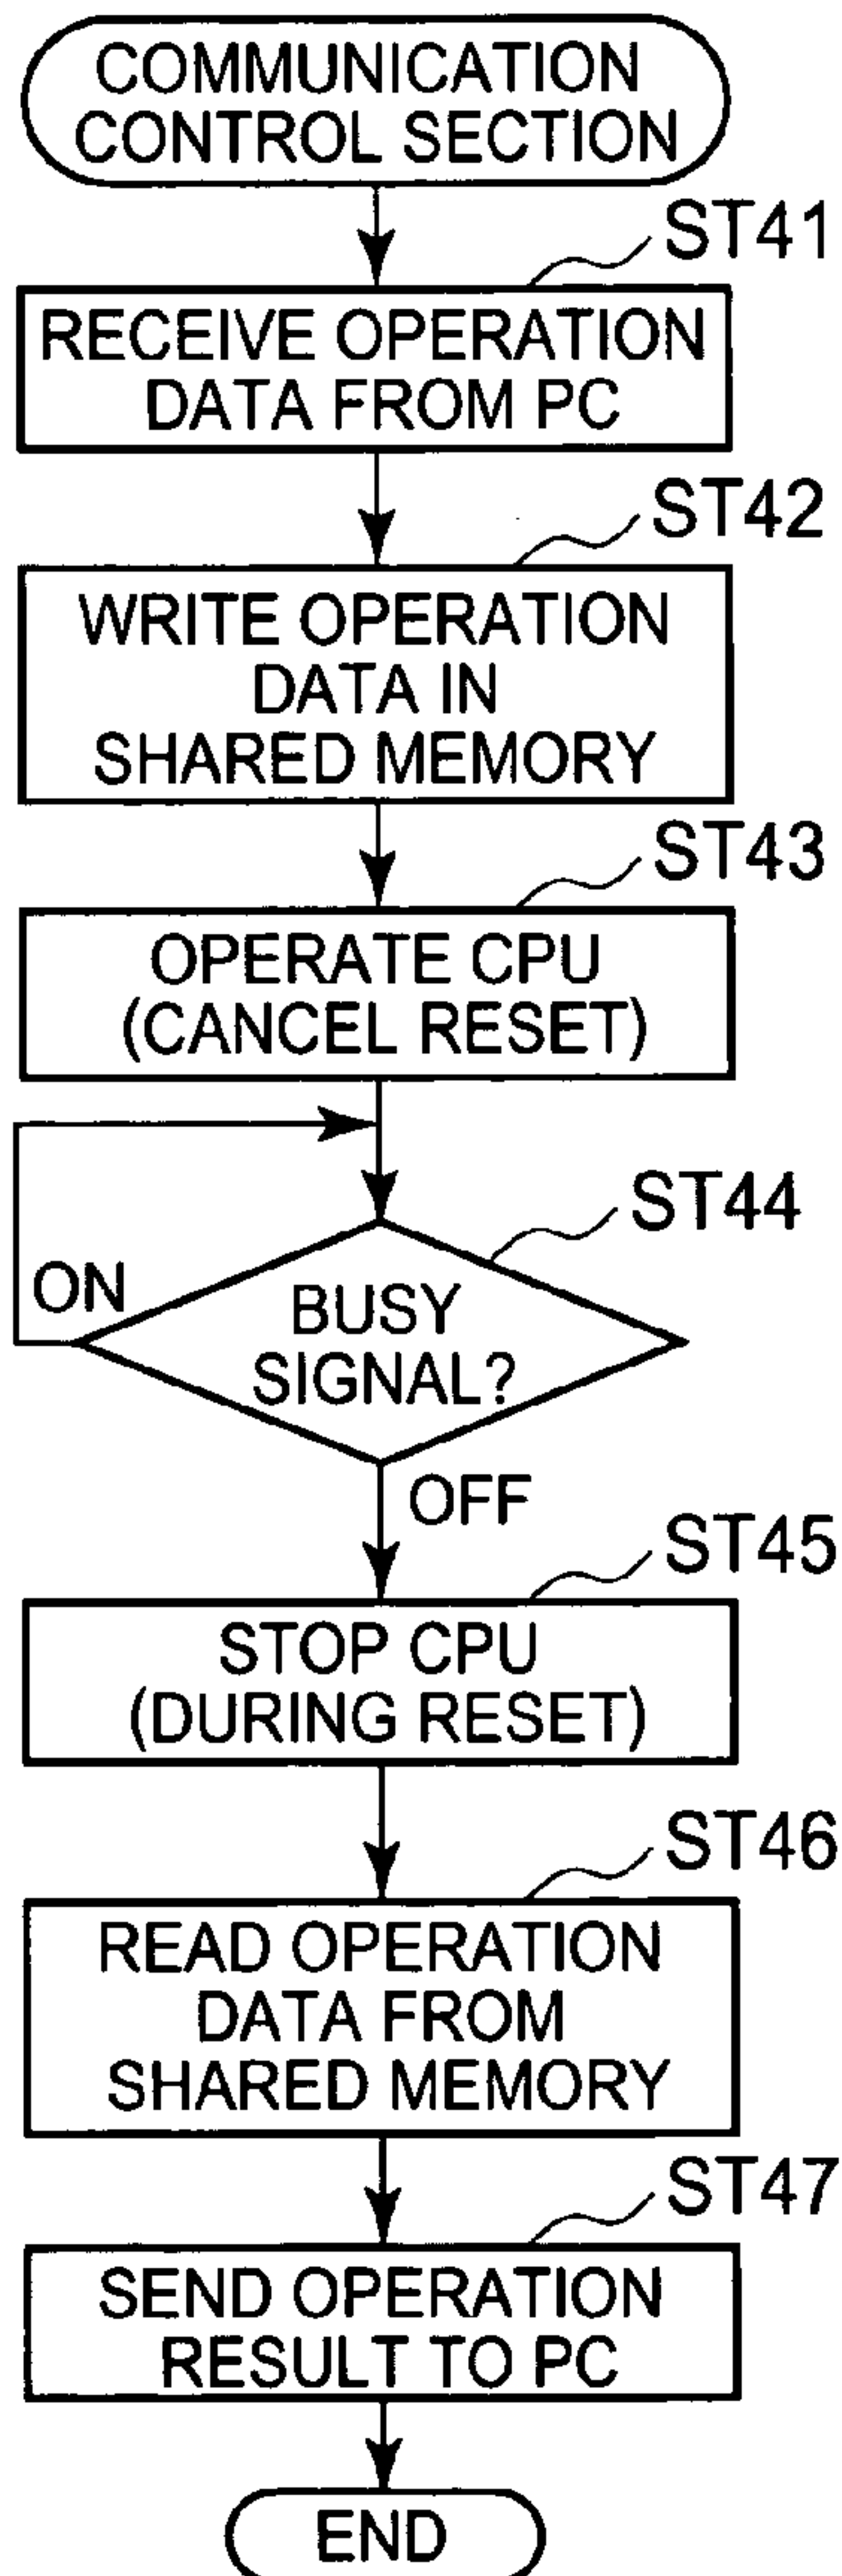 COMMUNICATION
CONTROL SECTION
ST41
RECEIVE OPERATION
DATA FROM PC
ST42
WRITE OPERATION
DATA IN
SHARED MEMORY
ST43
OPERATE CPU
(CANCEL RESET)
ST44
ON
BUSY
SIGNAL?
OFF
ST45
STOP CPU
(DURING RESET)
ST46
READ OPERATION
DATA FROM
SHARED MEMORY
ST47
SEND OPERATION
RESULT TO PC
END